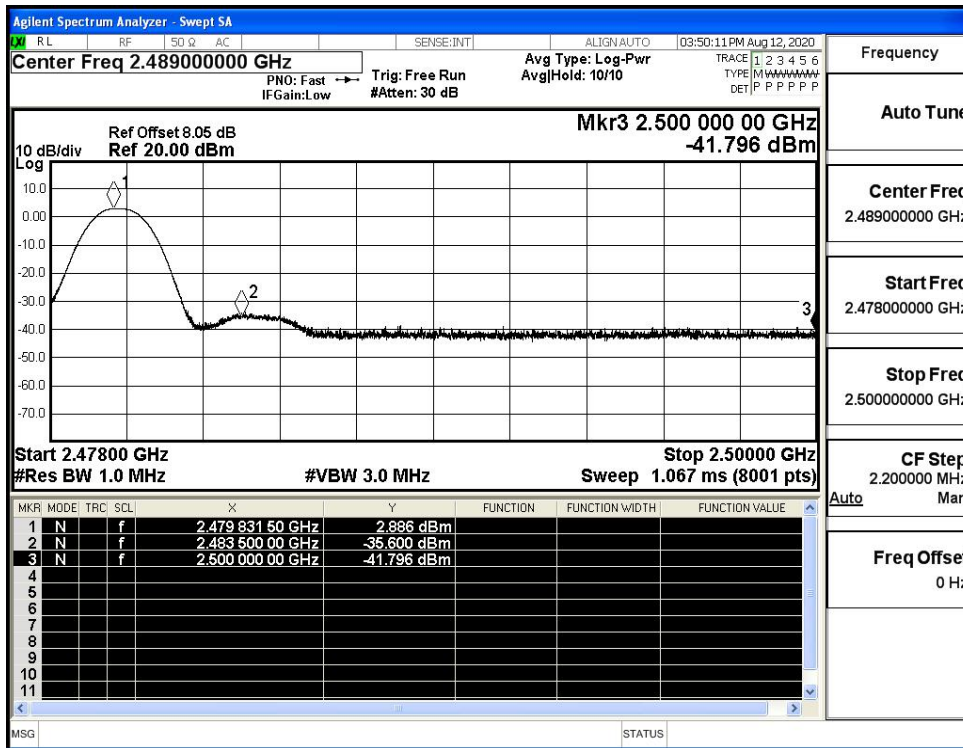 Agilent Spectrum Analyzer - Swept SA
LXI RL RF 50 Ω AC SENSE:INT ALIGN AUTO 03:50:11 PM Aug 12, 2020
Center Freq 2.489000000 GHz
PNO: Fast
IFGain:Low
Trig: Free Run
#Atten: 30 dB
Avg Type: Log-Pwr
Avg|Hold: 10/10
TRACE 1 2 3 4 5 6
TYPE
DET P P P P P P
Frequency
Auto Tune
Center Freq
2.489000000 GHz
Start Freq
2.478000000 GHz
Stop Freq
2.500000000 GHz
CF Step
2.200000 MHz
Auto Man
Freq Offset
0 Hz
Mkr3 2.500 000 00 GHz
-41.796 dBm
Ref Offset 8.05 dB
10 dB/div Ref 20.00 dBm
Log
10.0
0.00
-10.0
-20.0
-30.0
-40.0
-50.0
-60.0
-70.0
1
2
3
Start 2.47800 GHz Stop 2.50000 GHz
#Res BW 1.0 MHz #VBW 3.0 MHz Sweep 1.067 ms (8001 pts)
MKR MODE TRC SCL X Y FUNCTION FUNCTION WIDTH FUNCTION VALUE
1 N f 2.479 831 50 GHz 2.886 dBm
2 N f 2.483 500 00 GHz -35.600 dBm
3 N f 2.500 000 00 GHz -41.796 dBm
4
5
6
7
8
9
10
11
MSG STATUS